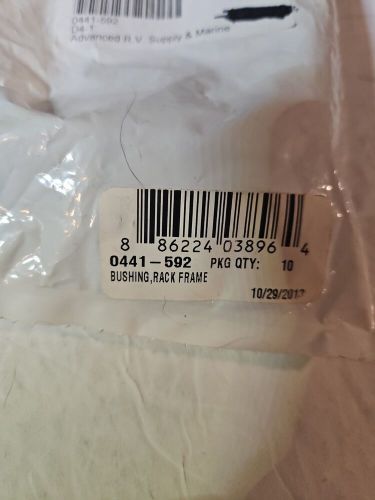 0441-592
D4-1
Advanced R.V. Supply & Marine
8 86224 03896 4
0441-592 PKG QTY: 10
BUSHING,RACK FRAME
10/29/2013